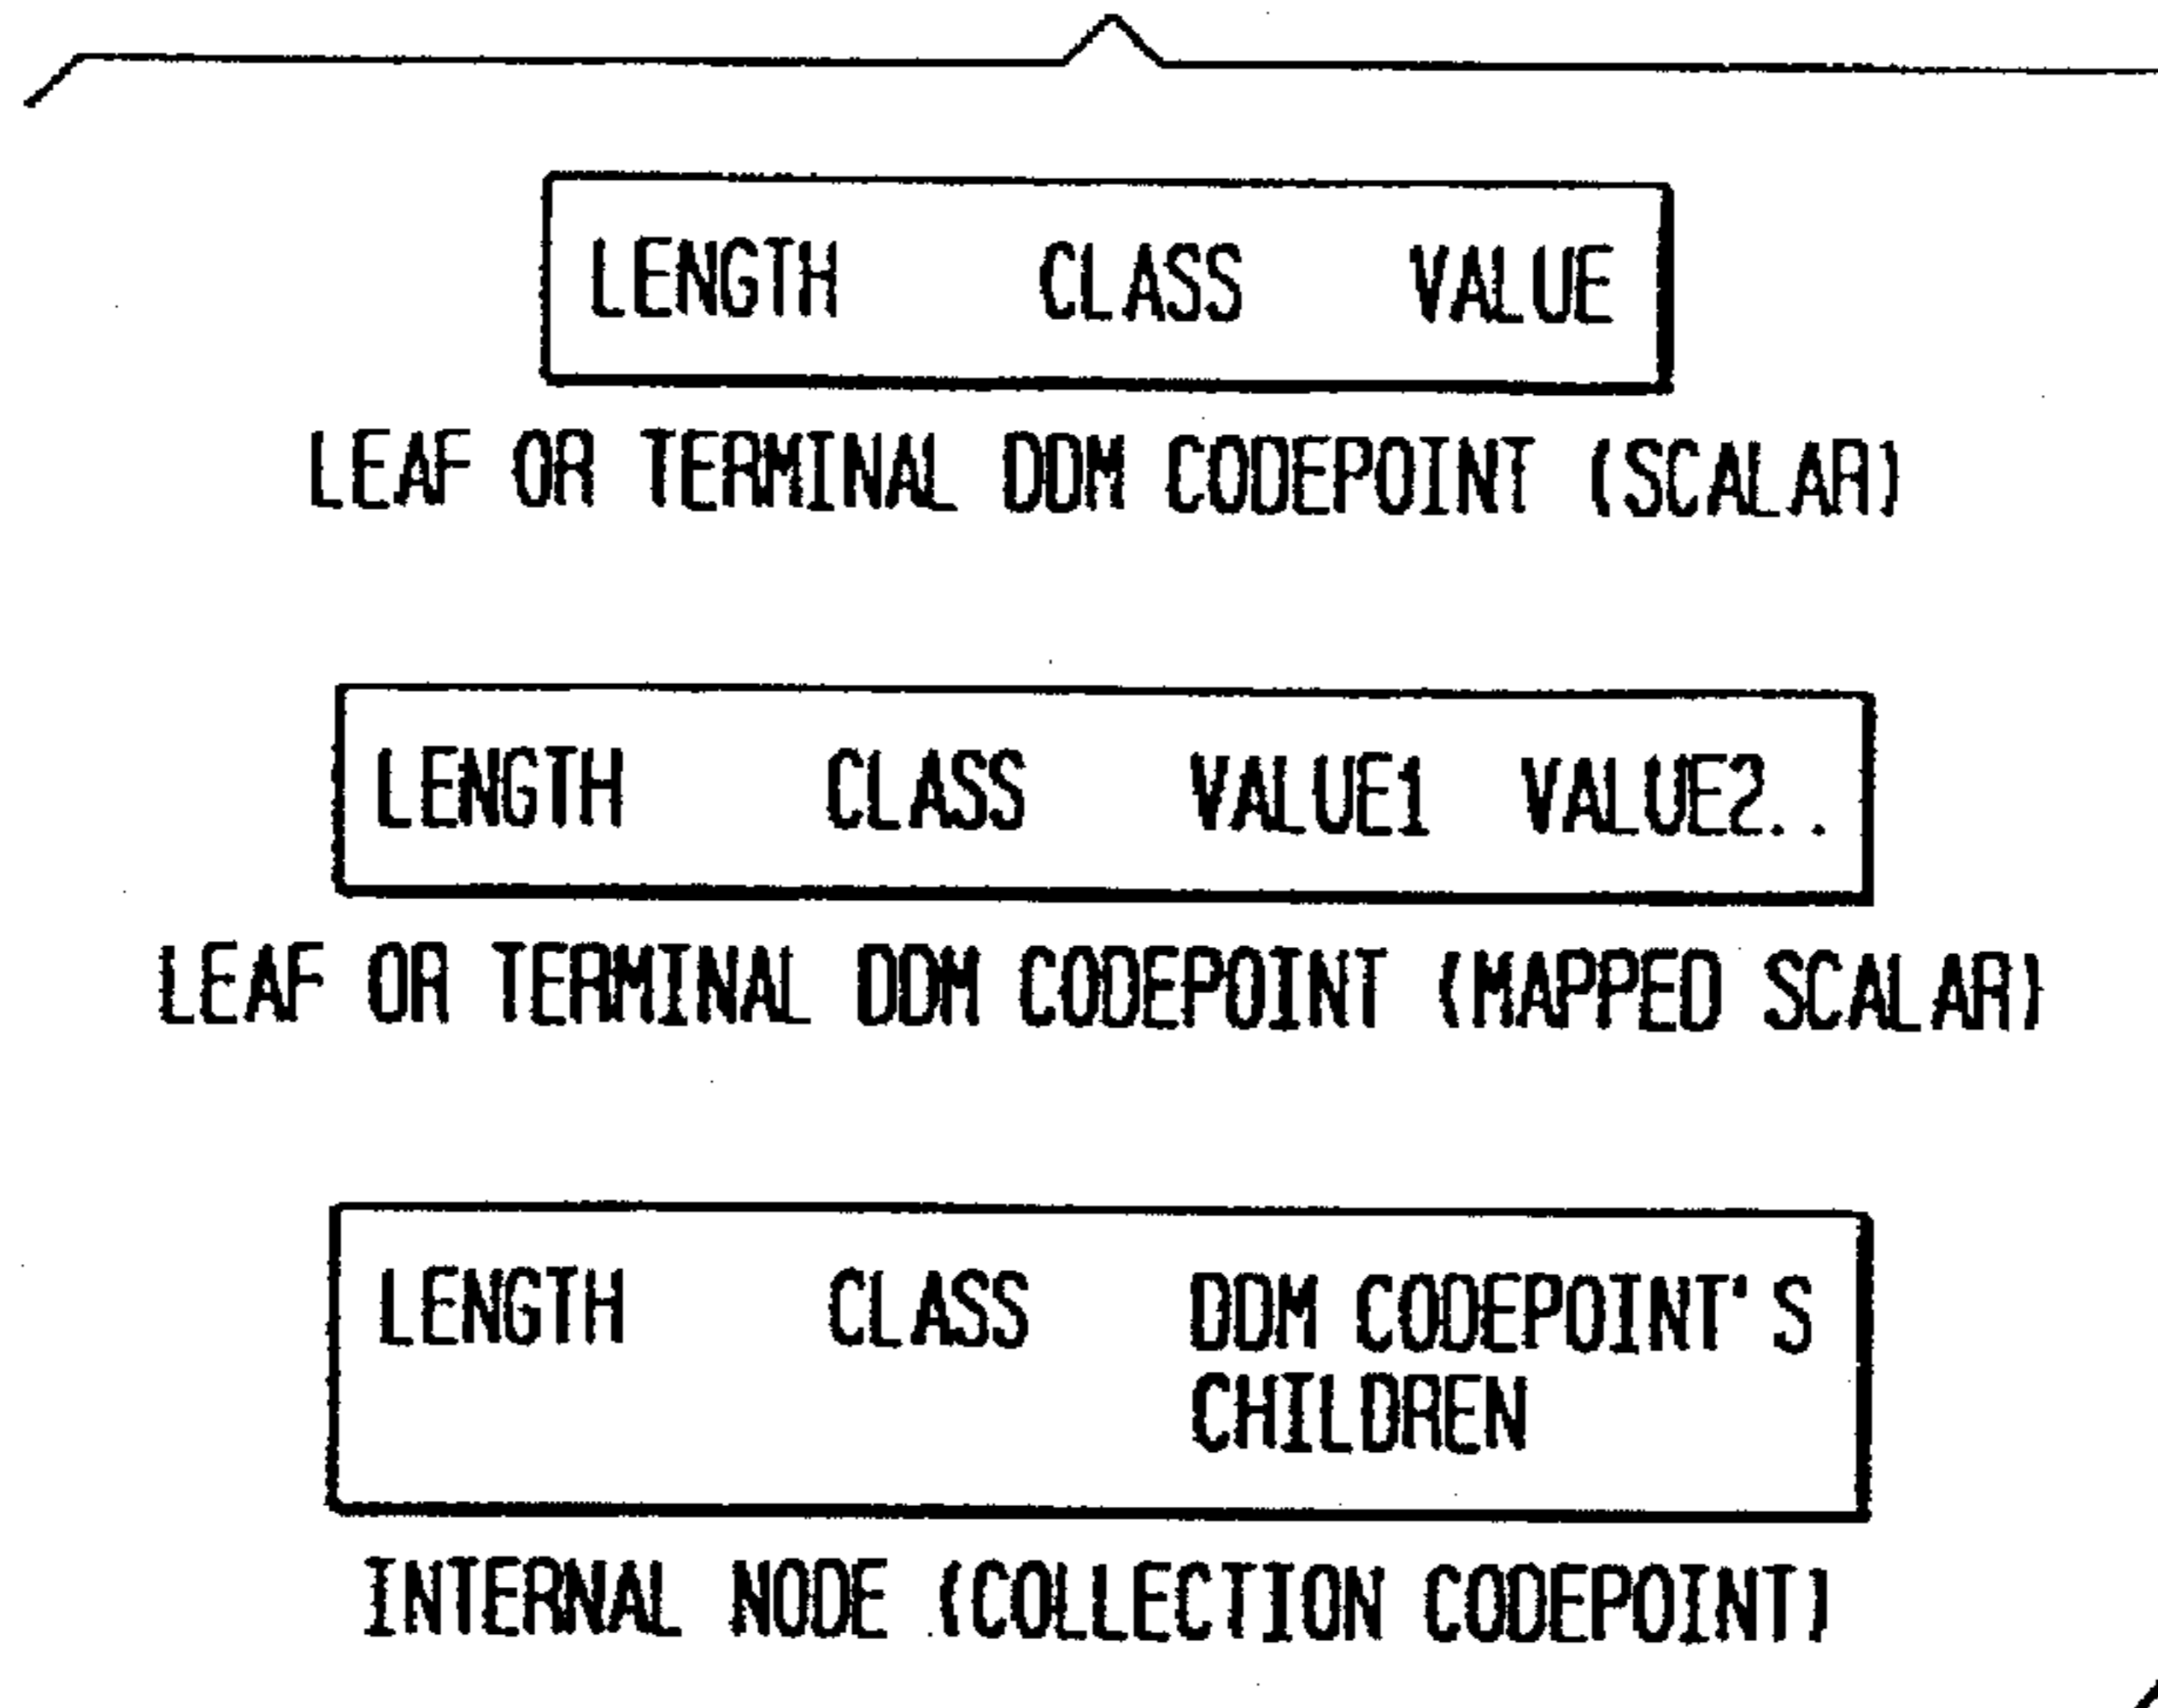 LENGTH CLASS VALUE
LEAF OR TERMINAL DDM CODEPOINT (SCALAR)
LENGTH CLASS VALUE1 VALUE2..
LEAF OR TERMINAL DDM CODEPOINT (MAPPED SCALAR)
LENGTH CLASS DDM CODEPOINT'S
CHILDREN
INTERNAL NODE (COLLECTION CODEPOINT)